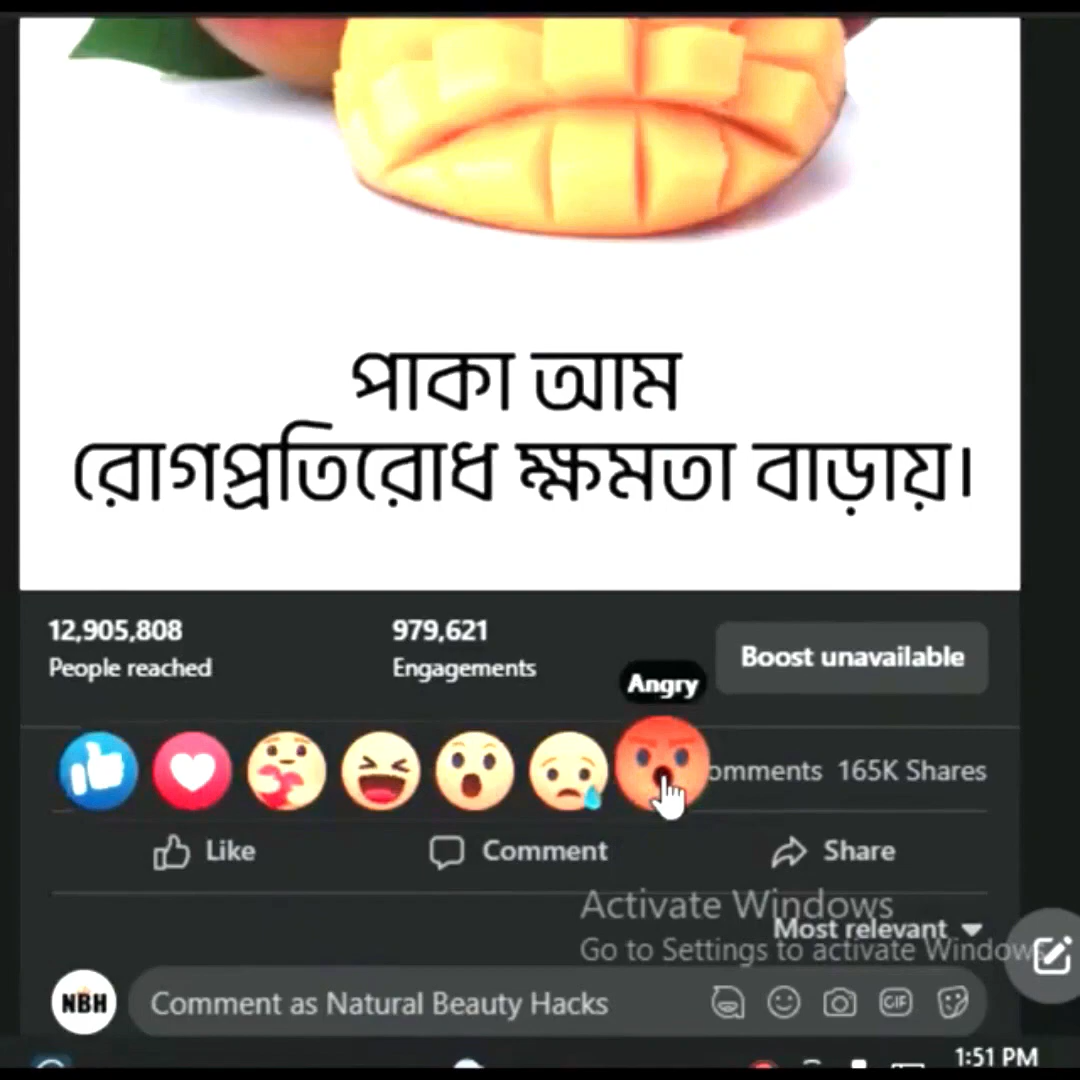 পাকা আম
রোগপ্রতিরোধ ক্ষমতা বাড়ায়।
12,905,808
People reached
979,621
Engagements
Boost unavailable
Angry
omments 165K Shares
Like Comment Share
Activate Windows
Most relevant
Go to Settings to activate Windows
NBH
Comment as Natural Beauty Hacks
GIF
1:51 PM